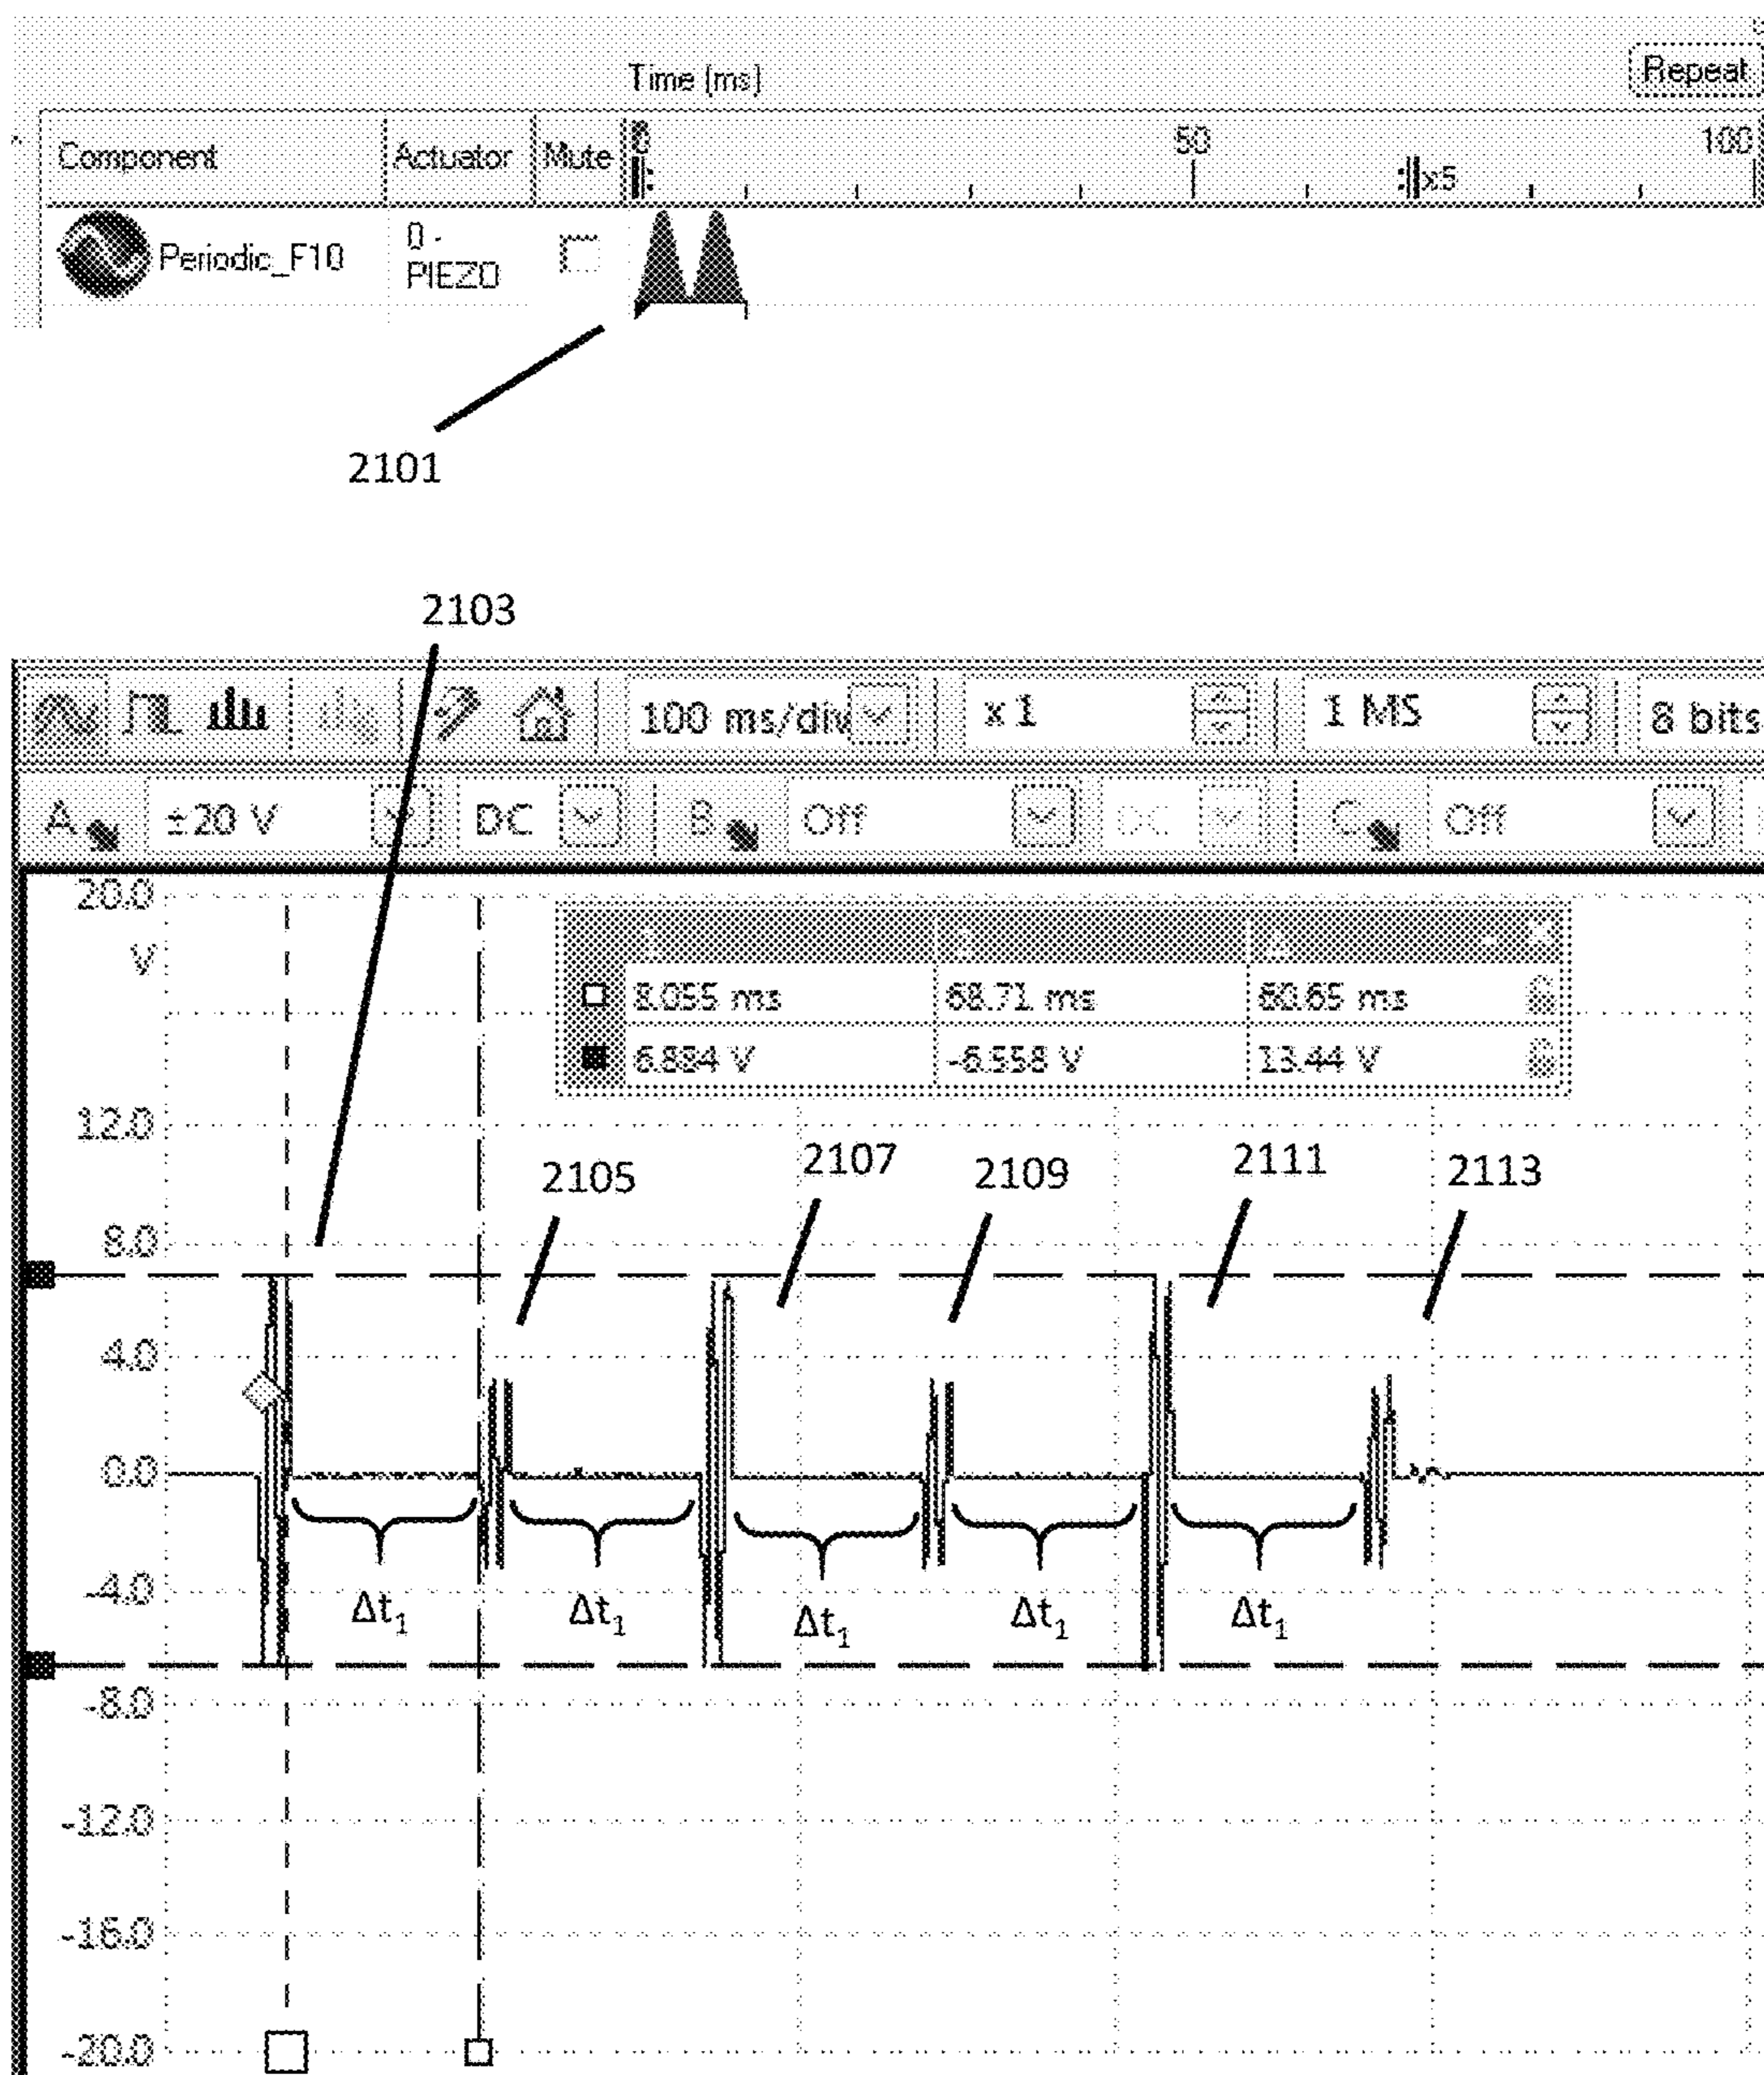 Time (ms)
Repeat
Component Actuator Mute 0 50 100
x5
Periodic_F10 0 - PIEZO
2101
2103
100 ms/div x 1 1 MS 8 bits
A ±20 V DC B Off DC C Off
20.0
V
8.055 ms 68.71 ms 60.65 ms
6.884 V -6.558 V 13.44 V
12.0
2105 2107 2109 2111 2113
8.0
4.0
0.0
-4.0
Δt1 Δt1 Δt1 Δt1 Δt1
-8.0
-12.0
-16.0
-20.0